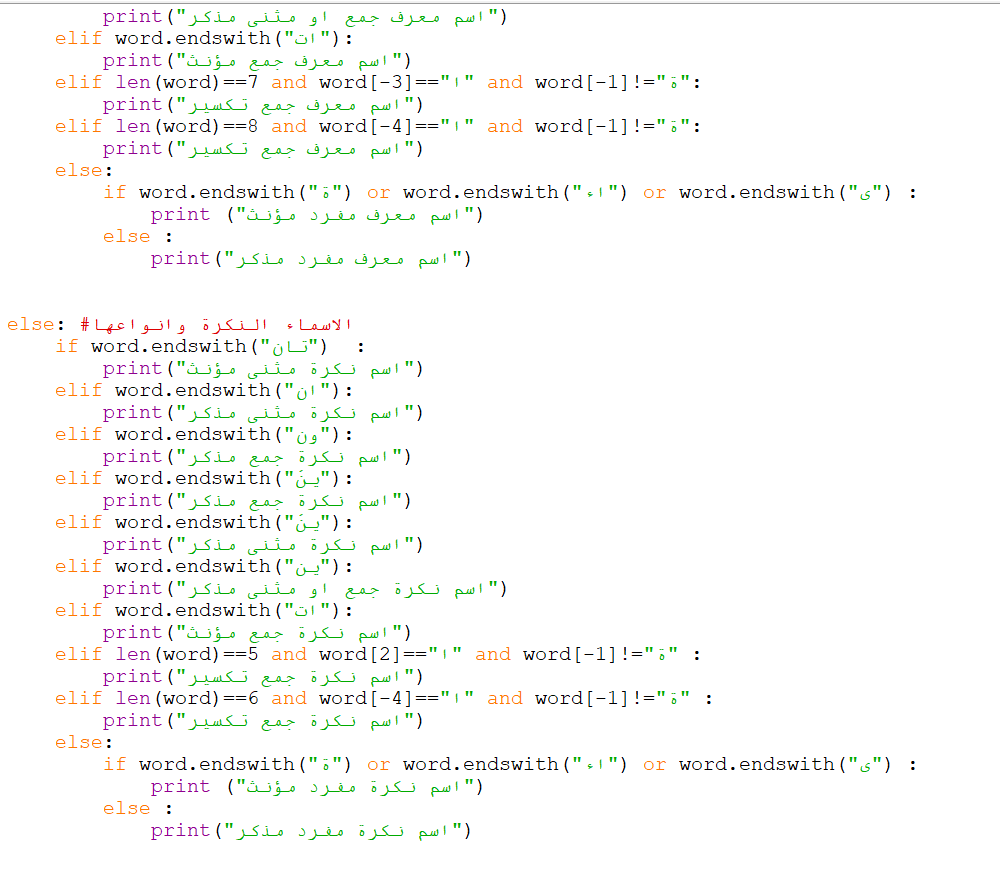 print("اسم معرف جمع او مثنى مذكر")
    elif word.endswith("ات"):
        print("اسم معرف جمع مؤنث")
    elif len(word)==7 and word[-3]=="ا" and word[-1]!="ة":
        print("اسم معرف جمع تكسير")
    elif len(word)==8 and word[-4]=="ا" and word[-1]!="ة":
        print("اسم معرف جمع تكسير")
    else:
        if word.endswith("ة") or word.endswith("اء") or word.endswith("ى") :
            print ("اسم معرف مفرد مؤنث")
        else :
            print("اسم معرف مفرد مذكر")
else: #الاسماء النكرة وانواعها
    if word.endswith("تان")  :
        print("اسم نكرة مثنى مؤنث")
    elif word.endswith("ان"):
        print("اسم نكرة مثنى مذكر")
    elif word.endswith("ون"):
        print("اسم نكرة جمع مذكر")
    elif word.endswith("ينَ"):
        print("اسم نكرة جمع مذكر")
    elif word.endswith("ينَ"):
        print("اسم نكرة مثنى مذكر")
    elif word.endswith("ين"):
        print("اسم نكرة جمع او مثنى مذكر")
    elif word.endswith("ات"):
        print("اسم نكرة جمع مؤنث")
    elif len(word)==5 and word[2]=="ا" and word[-1]!="ة" :
        print("اسم نكرة جمع تكسير")
    elif len(word)==6 and word[-4]=="ا" and word[-1]!="ة" :
        print("اسم نكرة جمع تكسير")
    else:
        if word.endswith("ة") or word.endswith("اء") or word.endswith("ى") :
            print ("اسم نكرة مفرد مؤنث")
        else :
            print("اسم نكرة مفرد مذكر")